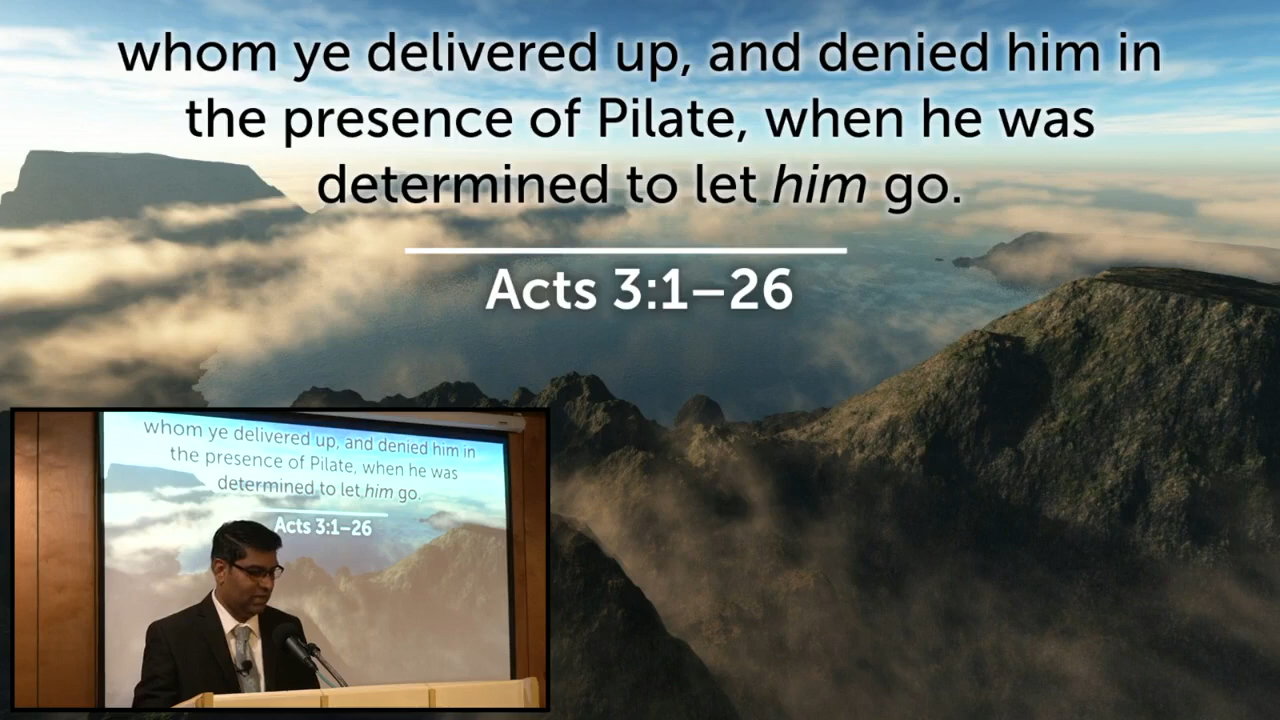 whom ye delivered up, and denied him in
the presence of Pilate, when he was
determined to let him go.
Acts 3:1–26
whom ye delivered up, and denied him in
the presence of Pilate, when he was
determined to let him go.
Acts 3:1–26